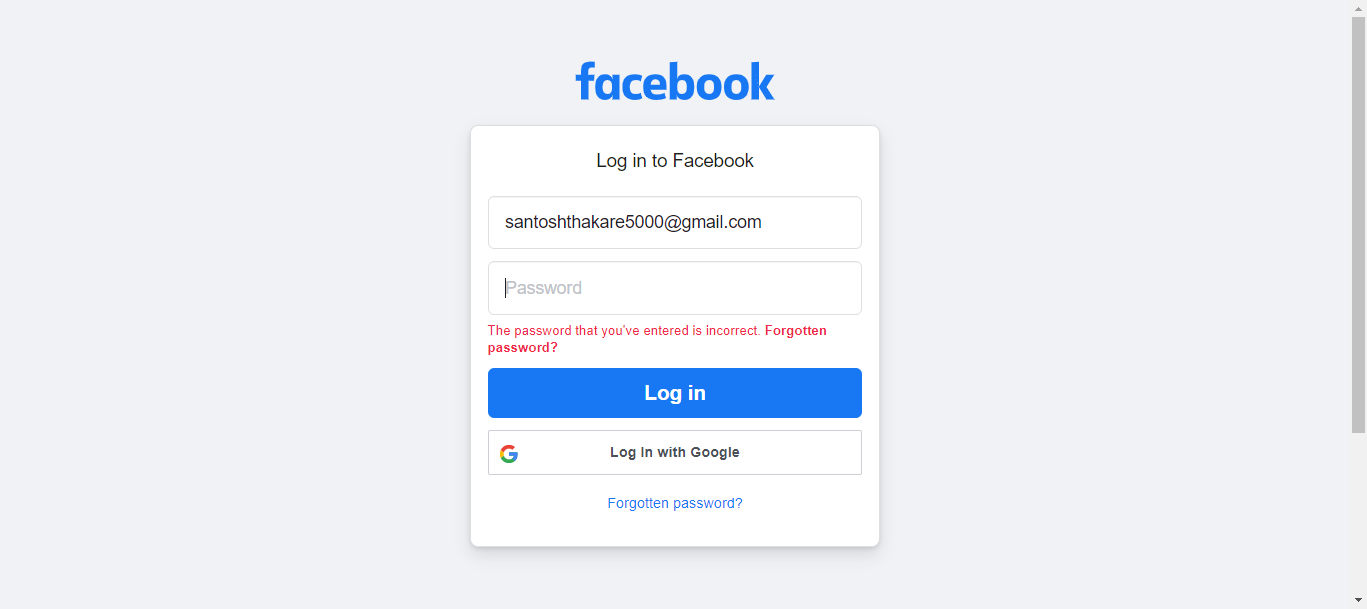 facebook
Log in to Facebook
santoshthakare5000@gmail.com
Password
The password that you've entered is incorrect. Forgotten
password?
Log in
Log In with Google
Forgotten password?